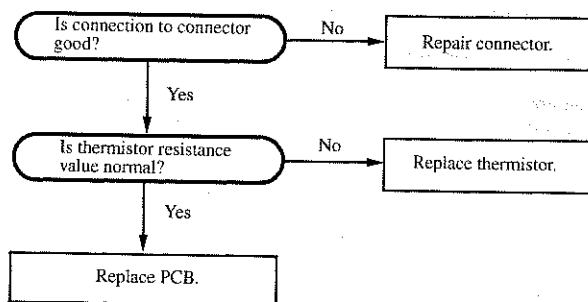 Is connection to connector
good?
No
Repair connector.
Yes
Is thermistor resistance
value normal?
No
Replace thermistor.
Yes
Replace PCB.